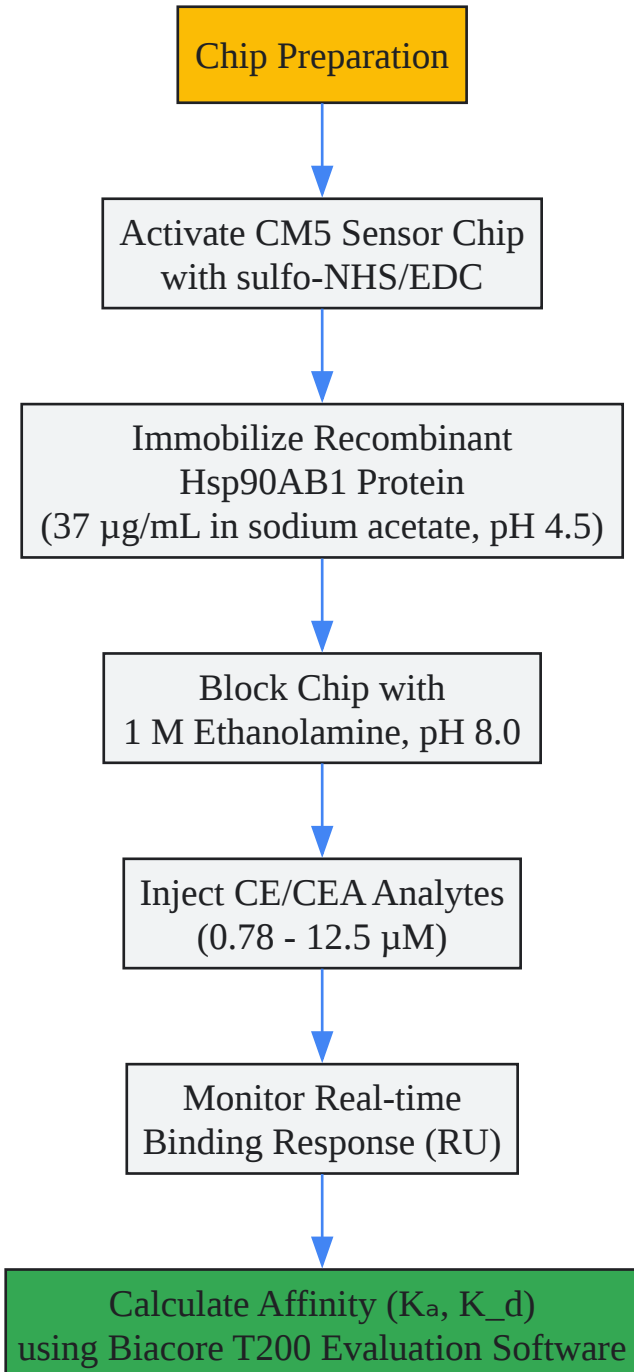 Chip Preparation
Activate CM5 Sensor Chip
with sulfo-NHS/EDC
Immobilize Recombinant
Hsp90AB1 Protein
(37 µg/mL in sodium acetate, pH 4.5)
Block Chip with
1 M Ethanolamine, pH 8.0
Inject CE/CEA Analytes
(0.78 - 12.5 µM)
Monitor Real-time
Binding Response (RU)
Calculate Affinity (Kₐ, K_d)
using Biacore T200 Evaluation Software